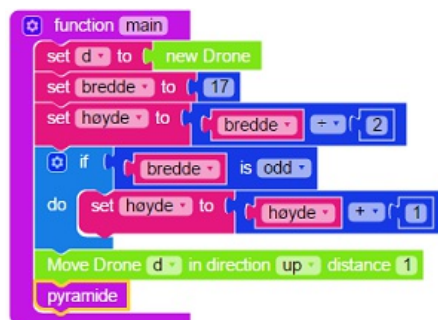 function main
set d to new Drone
set bredde to 17
set høyde to bredde ÷ 2
if bredde is odd
do set høyde to høyde + 1
Move Drone d in direction up distance 1
pyramide